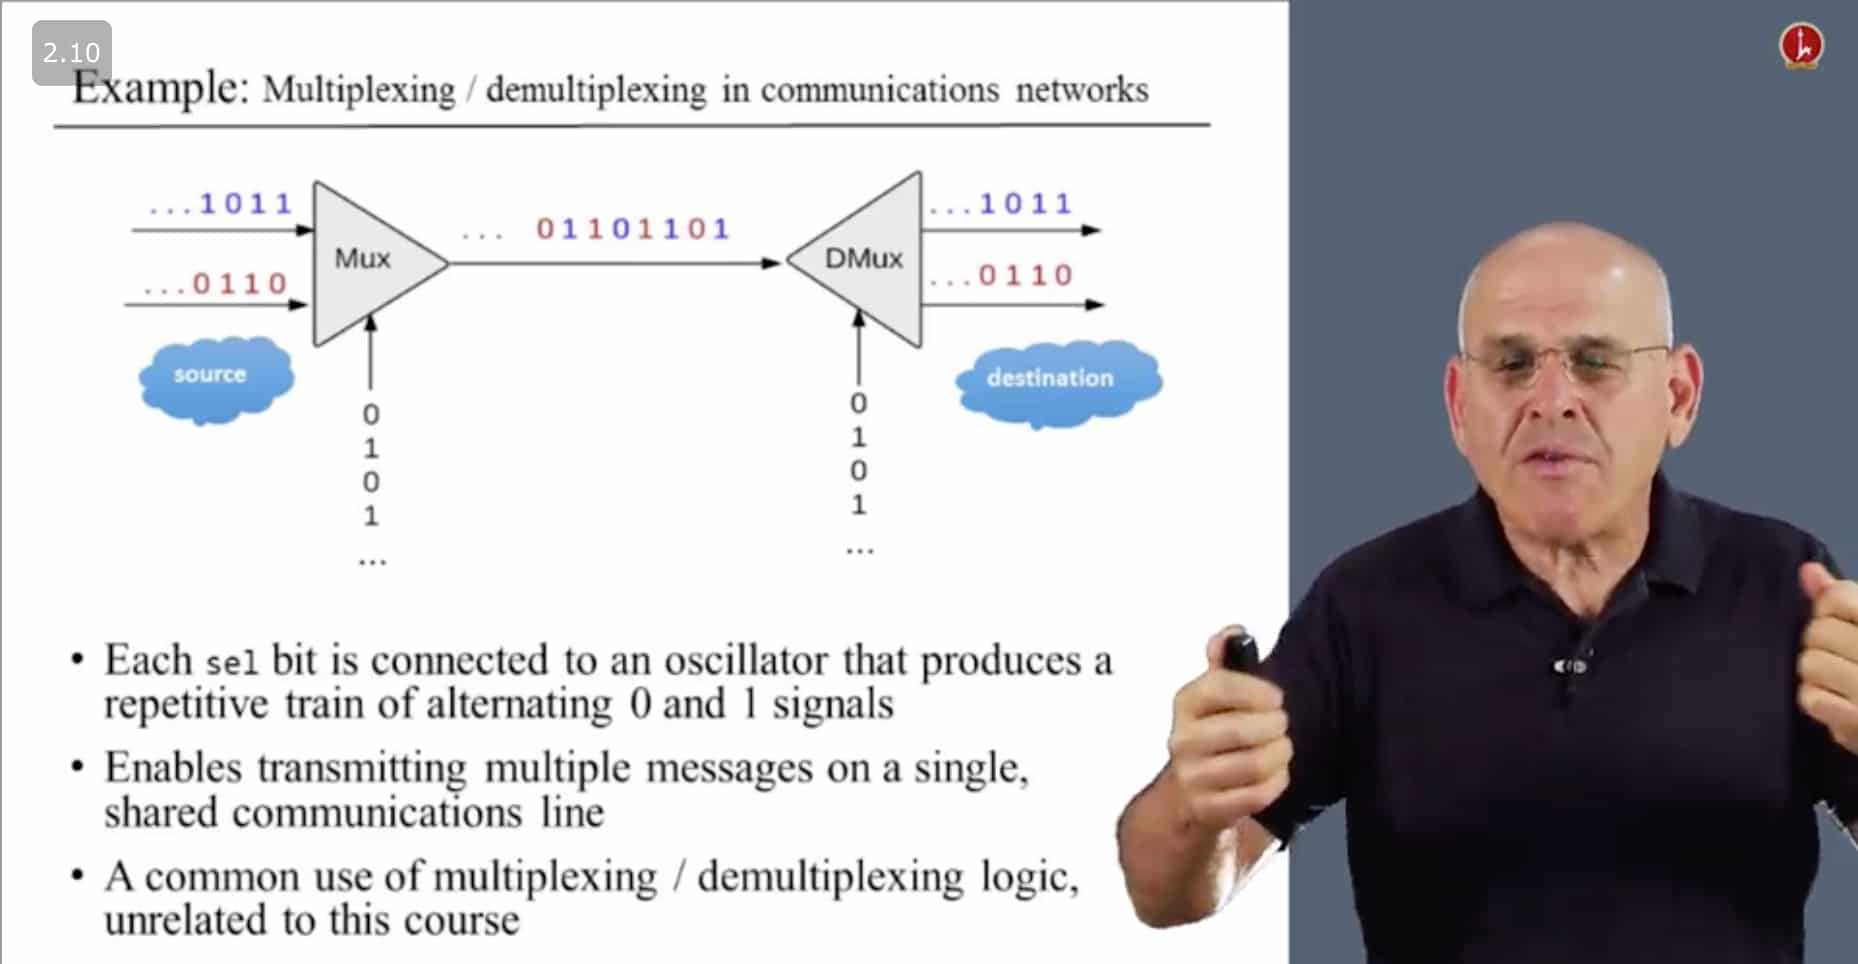 2.10
Example: Multiplexing / demultiplexing in communications networks
...1011
...0110
Mux
... 01101101
DMux
...1011
...0110
source
destination
0
1
0
1
...
0
1
0
1
...
• Each sel bit is connected to an oscillator that produces a
repetitive train of alternating 0 and 1 signals
• Enables transmitting multiple messages on a single,
shared communications line
• A common use of multiplexing / demultiplexing logic,
unrelated to this course